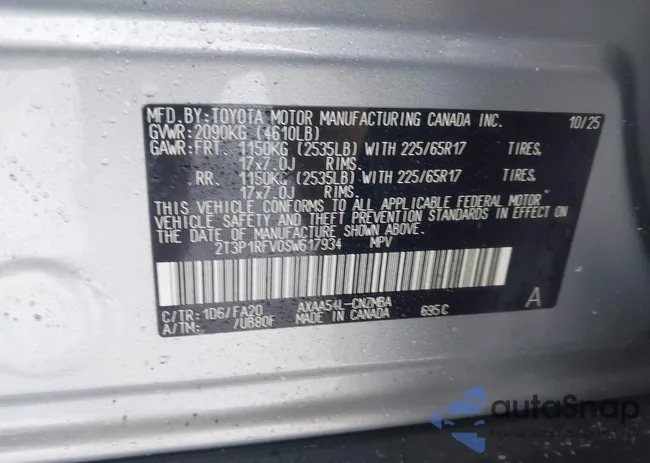 MFD.BY:TOYOTA MOTOR MANUFACTURING CANADA INC. 10/25
GVWR:2090KG (4610LB)
GAWR:FRT. 1150KG (2535LB) WITH 225/65R17 TIRES,
17x7.0J RIMS.
RR. 1150KG (2535LB) WITH 225/65R17 TIRES,
17x7.0J RIMS.
THIS VEHICLE CONFORMS TO ALL APPLICABLE FEDERAL MOTOR
VEHICLE SAFETY AND THEFT PREVENTION STANDARDS IN EFFECT ON
THE DATE OF MANUFACTURE SHOWN ABOVE.
2T3P1RFV0SW617934 MPV
C/TR: 1D6/FA20 AXAA54L-CNZMBA 695C A
A/TM: /UB80F MADE IN CANADA
autoSnap